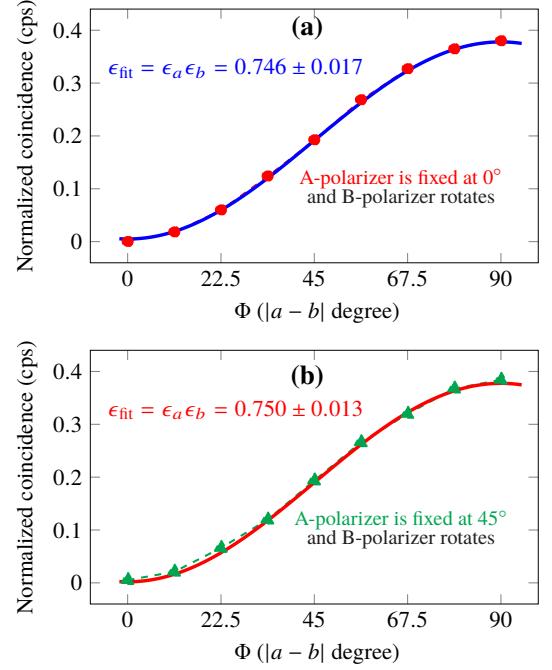 (a)
ϵfit = ϵaϵb = 0.746 ± 0.017
0.4
0.3
0.2
0.1
0
Normalized coincidence (cps)
A-polarizer is fixed at 0°
and B-polarizer rotates
0 22.5 45 67.5 90
Φ (|a − b| degree)
(b)
ϵfit = ϵaϵb = 0.750 ± 0.013
0.4
0.3
0.2
0.1
0
Normalized coincidence (cps)
A-polarizer is fixed at 45°
and B-polarizer rotates
0 22.5 45 67.5 90
Φ (|a − b| degree)